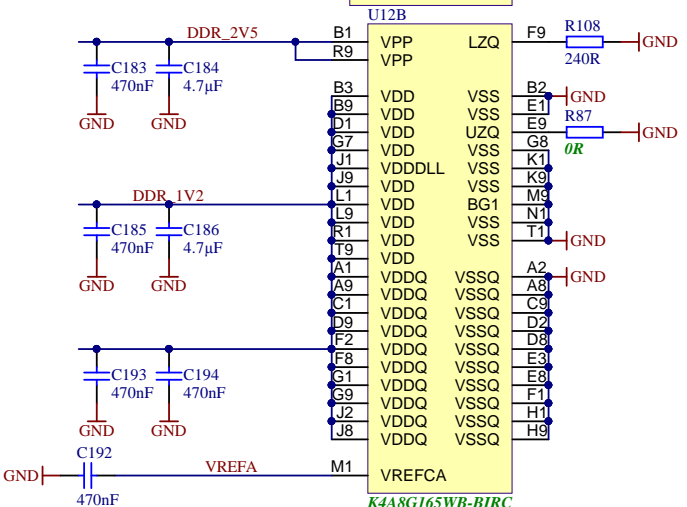 U12B
DDR_2V5 B1 VPP LZQ F9 R108 GND
R9 VPP 240R
C183 C184
470nF 4.7µF
GND GND
B3 VDD VSS B2 GND
B9 VDD VSS E1
D1 VDD UZQ E9 R87 GND
0R
G7 VDD VSS G8
J1 VDDDLL VSS K1
J9 VDD VSS K9
DDR_1V2 L1 VDD BG1 M9
L9 VDD VSS N1
R1 VDD VSS T1 GND
T9 VDD
C185 C186
470nF 4.7µF
GND GND
A1 VDDQ VSSQ A2 GND
A9 VDDQ VSSQ A8
C1 VDDQ VSSQ C9
D9 VDDQ VSSQ D2
F2 VDDQ VSSQ D8
F8 VDDQ VSSQ E3
G1 VDDQ VSSQ E8
G9 VDDQ VSSQ F1
J2 VDDQ VSSQ H1
J8 VDDQ VSSQ H9
C193 C194
470nF 470nF
GND GND
C192
GND VREFA M1 VREFCA
470nF
K4A8G165WB-BIRC